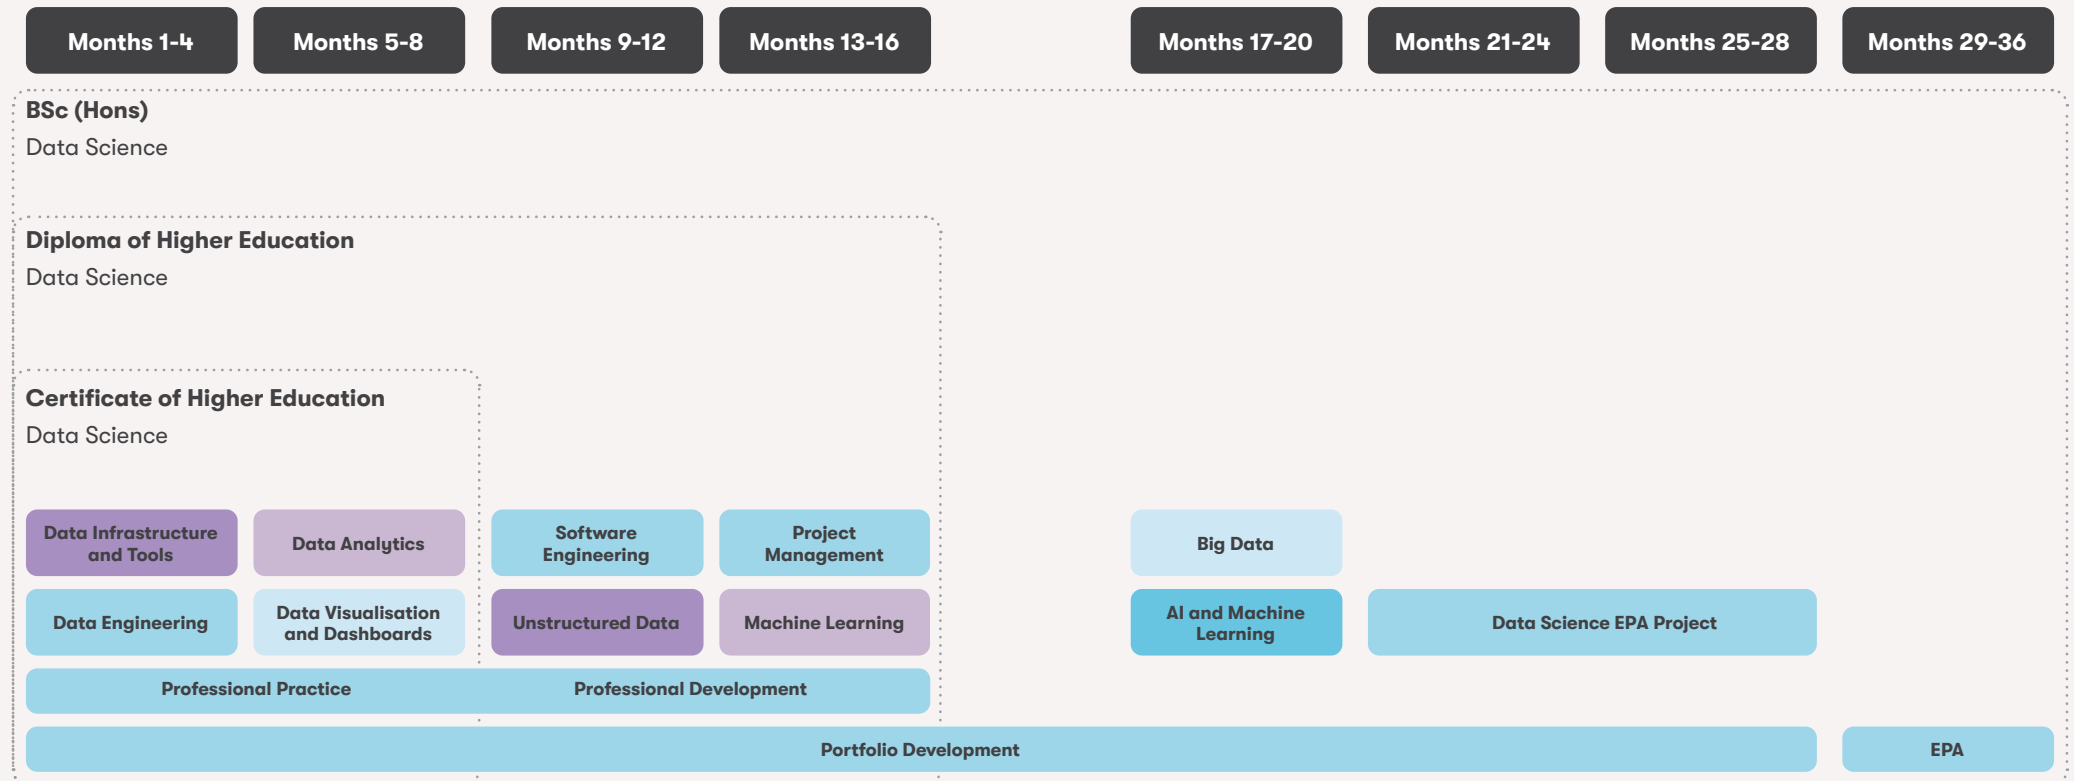 Months 1-4
Months 5-8
Months 9-12
Months 13-16
Months 17-20
Months 21-24
Months 25-28
Months 29-36
BSc (Hons)
Data Science
Diploma of Higher Education
Data Science
Certificate of Higher Education
Data Science
Data Infrastructure
and Tools
Data Analytics
Software
Engineering
Project
Management
Big Data
Data Engineering
Data Visualisation
and Dashboards
Unstructured Data
Machine Learning
AI and Machine
Learning
Data Science EPA Project
Professional Practice
Professional Development
Portfolio Development
EPA